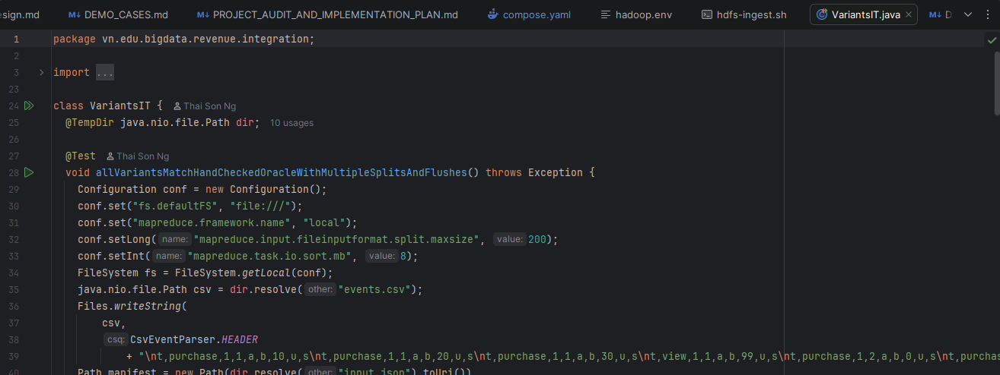 esign.md DEMO_CASES.md PROJECT_AUDIT_AND_IMPLEMENTATION_PLAN.md compose.yaml hadoop.env hdfs-ingest.sh VariantsIT.java × M↓ D
1 package vn.edu.bigdata.revenue.integration;
2
3 > import ...
23
24 class VariantsIT { Thai Son Ng
25 @TempDir java.nio.file.Path dir; 10 usages
26
27 @Test Thai Son Ng
28 void allVariantsMatchHandCheckedOracleWithMultipleSplitsAndFlushes() throws Exception {
29 Configuration conf = new Configuration();
30 conf.set("fs.defaultFS", "file:///");
31 conf.set("mapreduce.framework.name", "local");
32 conf.setLong( name: "mapreduce.input.fileinputformat.split.maxsize", value: 200);
33 conf.setInt( name: "mapreduce.task.io.sort.mb", value: 8);
34 FileSystem fs = FileSystem.getLocal(conf);
35 java.nio.file.Path csv = dir.resolve( other: "events.csv");
36 Files.writeString(
37 csv,
38 csq: CsvEventParser.HEADER
39 + "\nt,purchase,1,1,a,b,10,u,s\nt,purchase,1,1,a,b,20,u,s\nt,purchase,1,1,a,b,30,u,s\nt,view,1,1,a,b,99,u,s\nt,purchase,1,2,a,b,0,u,s\nt,purchas
40 Path manifest = new Path(dir.resolve( other: "input.json").toUri())